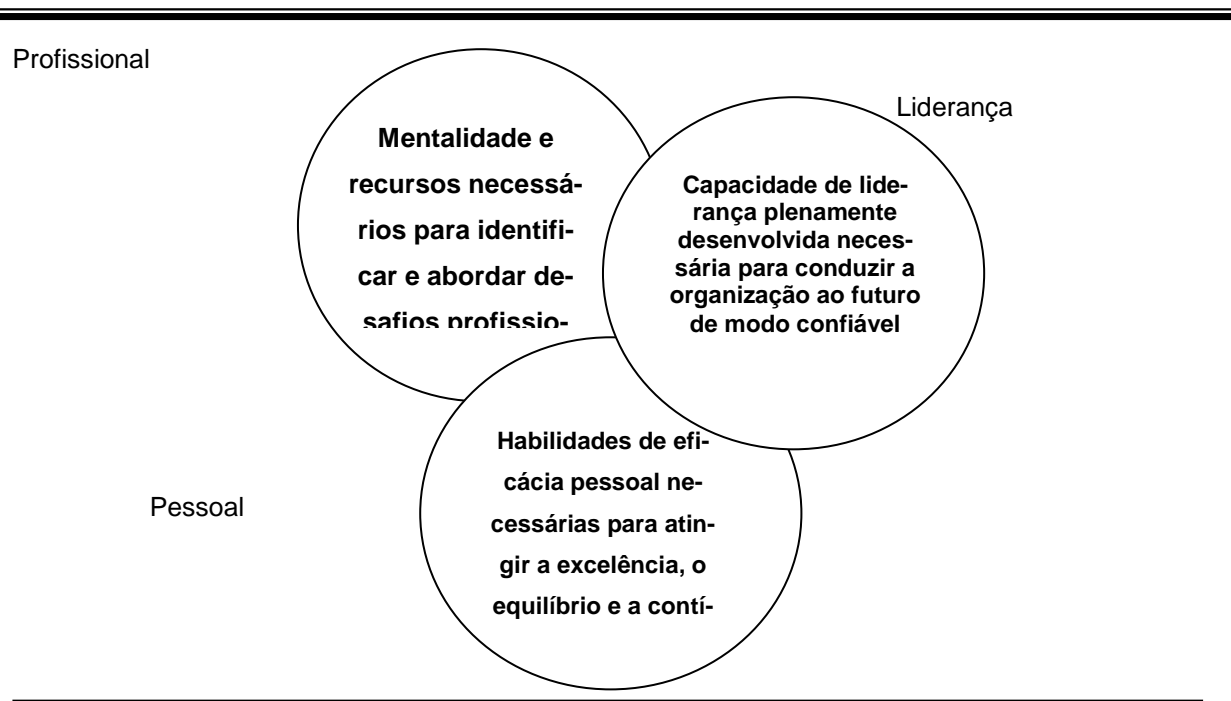 Profissional
Mentalidade e
recursos necessá-
rios para identifi-
car e abordar de-
safios profissio-
Liderança
Capacidade de lide-
rança plenamente
desenvolvida neces-
sária para conduzir a
organização ao futuro
de modo confiável
Pessoal
Habilidades de efi-
cácia pessoal ne-
cessárias para atin-
gir a excelência, o
equilíbrio e a contí-